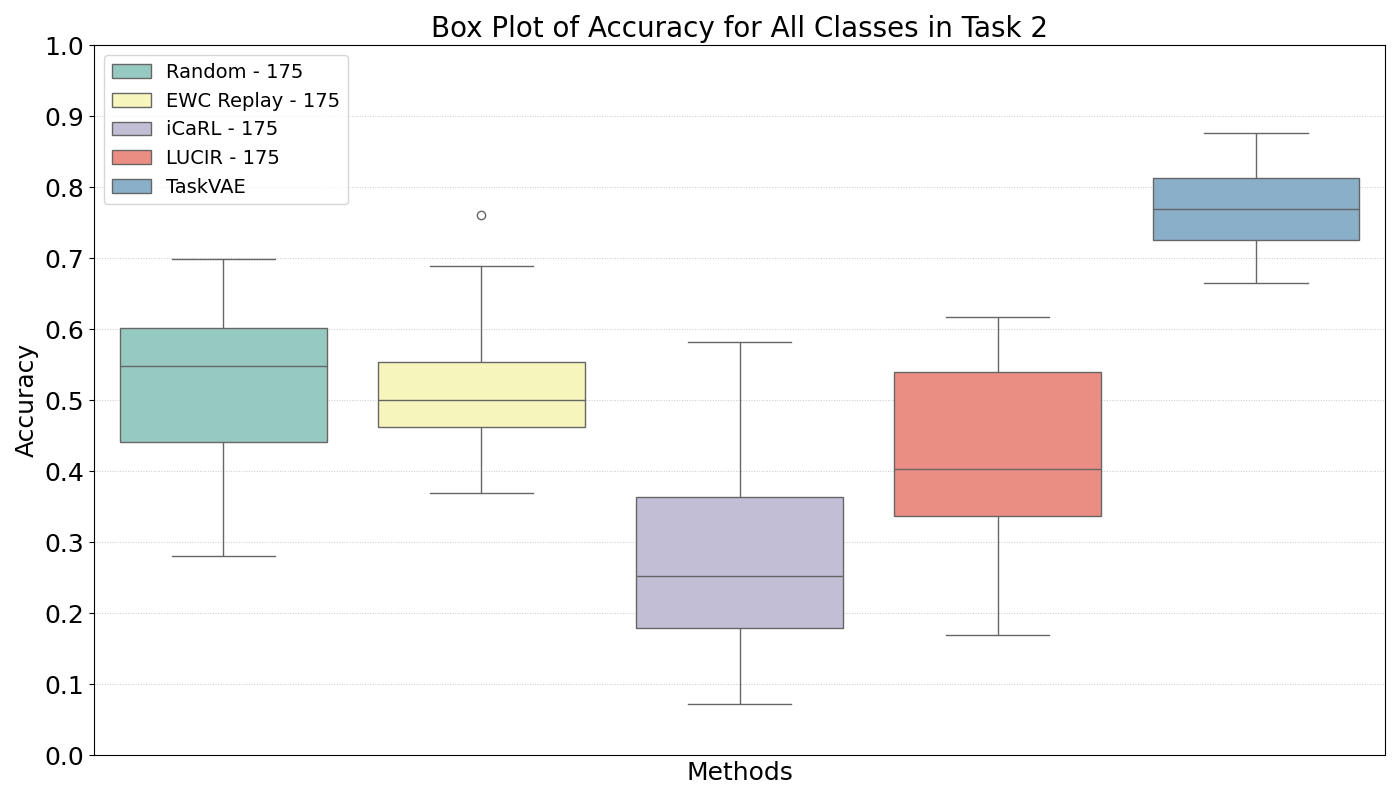 Box Plot of Accuracy for All Classes in Task 2
1.0
0.9
0.8
0.7
0.6
0.5
0.4
0.3
0.2
0.1
0.0
Accuracy
Random - 175
EWC Replay - 175
iCaRL - 175
LUCIR - 175
TaskVAE
Methods